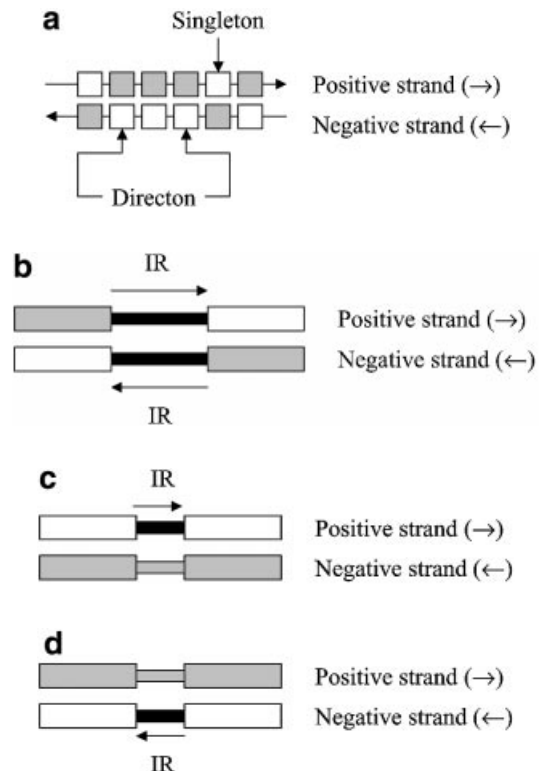 a
Singleton
Positive strand (→)
Negative strand (←)
Directon
b
IR
Positive strand (→)
Negative strand (←)
IR
c
IR
Positive strand (→)
Negative strand (←)
d
Positive strand (→)
Negative strand (←)
IR